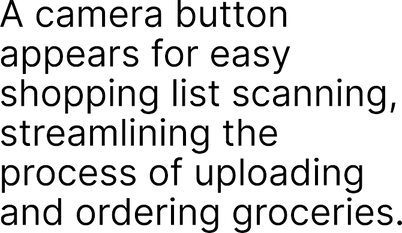 A camera button
appears for easy
shopping list scanning,
streamlining the
process of uploading
and ordering groceries.